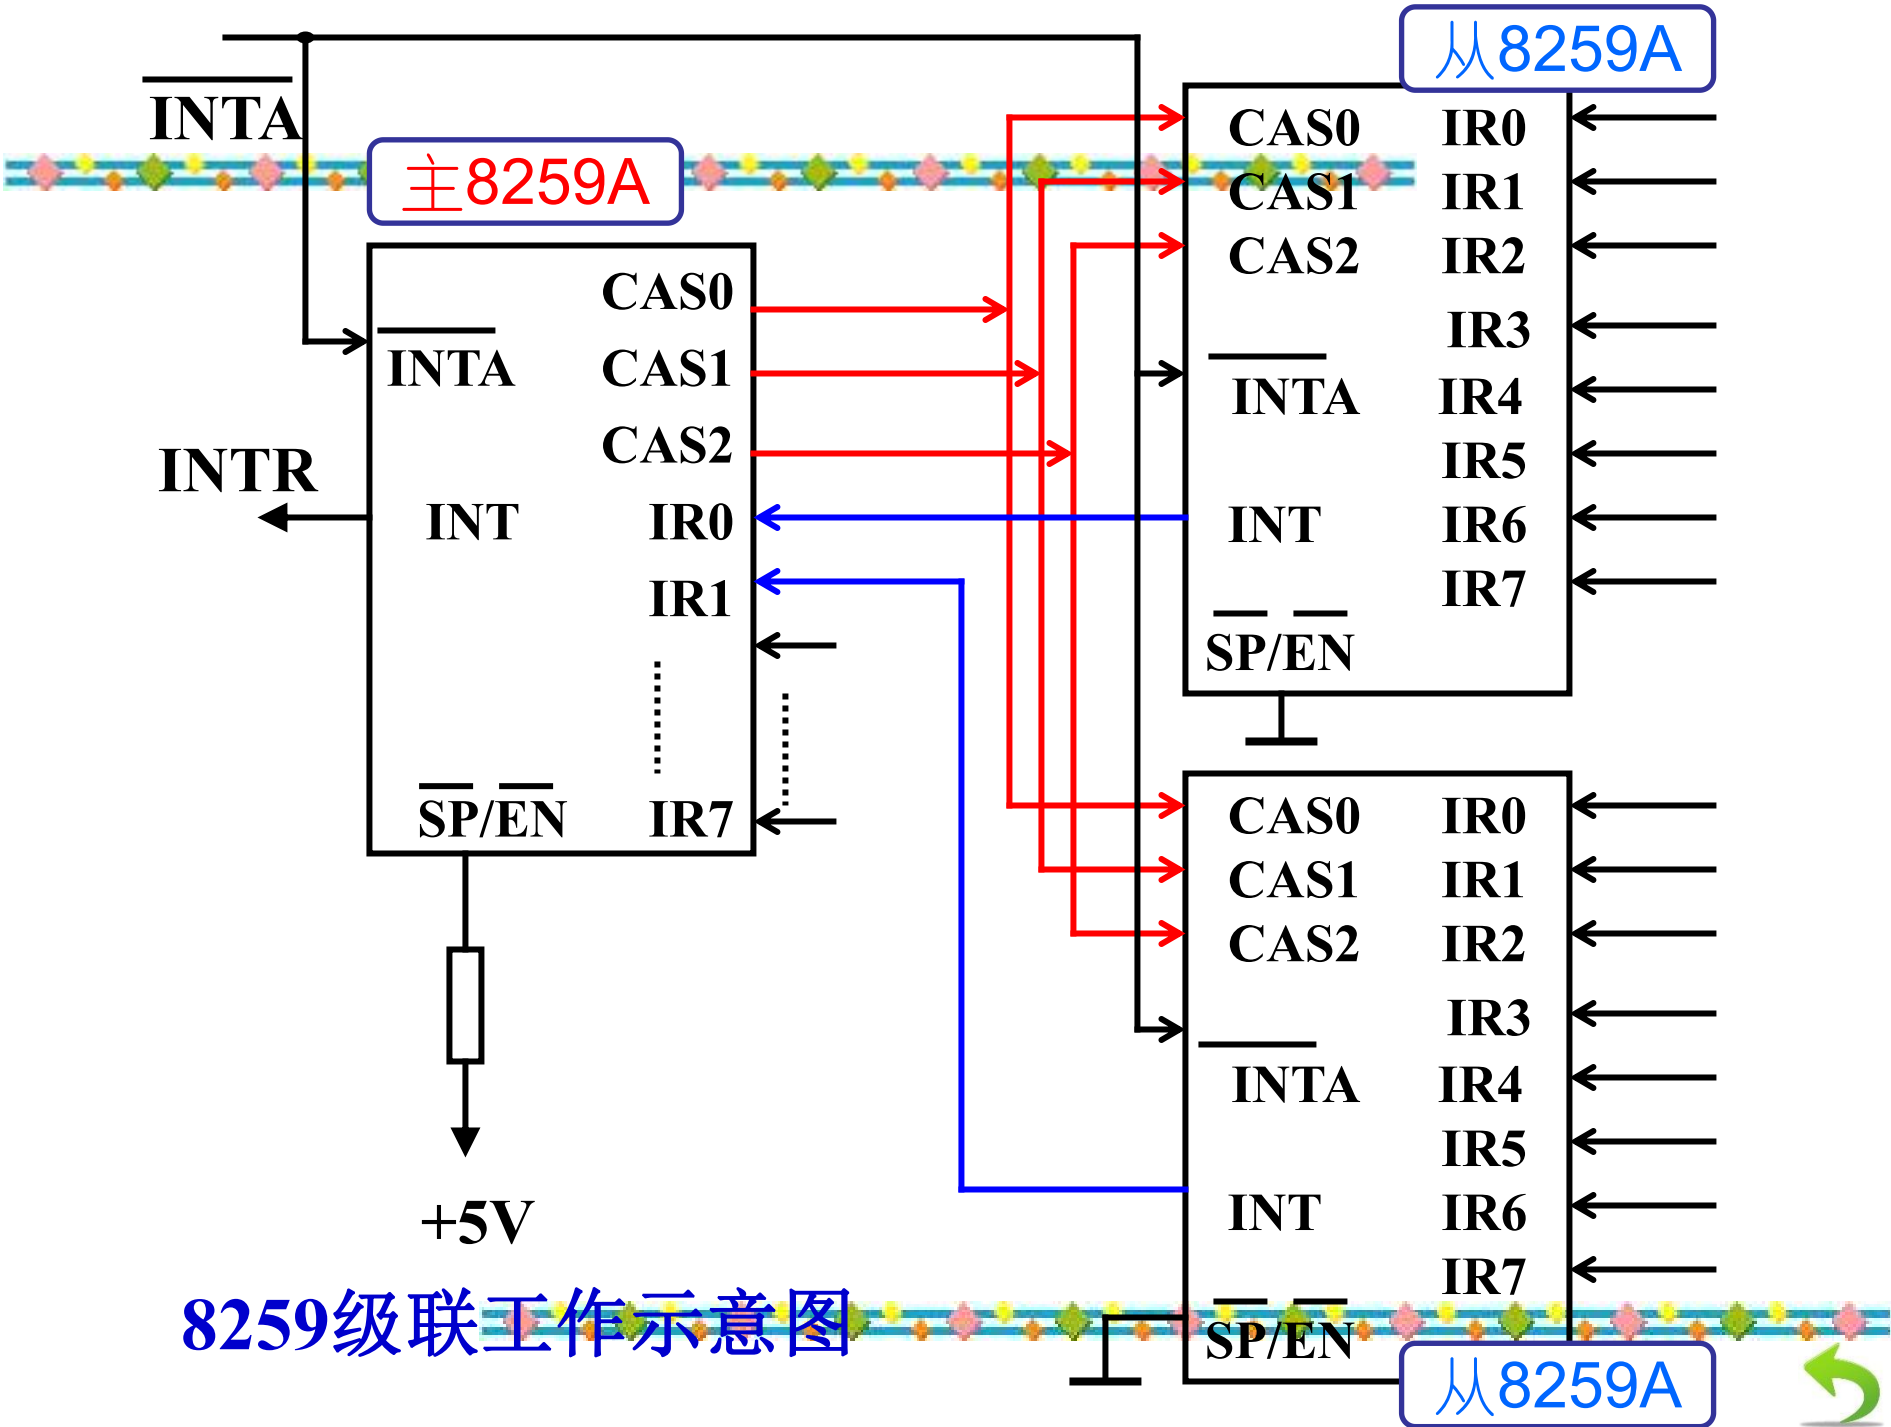 从8259A
INTA
主8259A
CAS0 IR0
CAS1 IR1
CAS2 IR2
IR3
INTA IR4
IR5
INT IR6
IR7
SP/EN
CAS0
INTA CAS1
CAS2
INTR
INT IR0
IR1
SP/EN IR7
+5V
CAS0 IR0
CAS1 IR1
CAS2 IR2
IR3
INTA IR4
IR5
INT IR6
IR7
SP/EN
从8259A
8259级联工作示意图